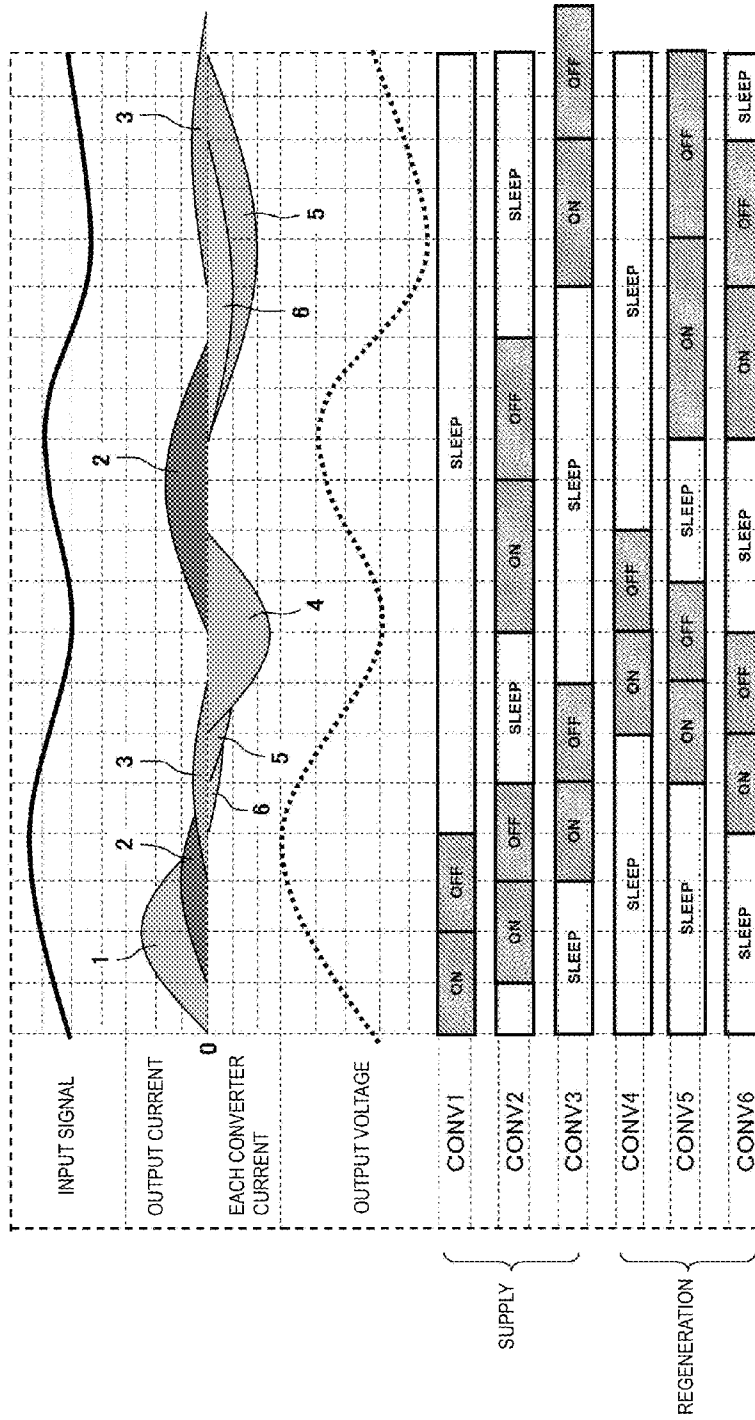 INPUT SIGNAL
OUTPUT CURRENT
0
1
2
3
2
3
EACH CONVERTER
CURRENT
6
5
4
6
5
OUTPUT VOLTAGE
SUPPLY
CONV1
ON
OFF
SLEEP
CONV2
ON
OFF
SLEEP
ON
OFF
SLEEP
CONV3
SLEEP
ON
OFF
SLEEP
ON
OFF
REGENERATION
CONV4
SLEEP
ON
OFF
SLEEP
CONV5
SLEEP
ON
OFF
SLEEP
ON
OFF
CONV6
SLEEP
ON
OFF
SLEEP
ON
OFF
SLEEP